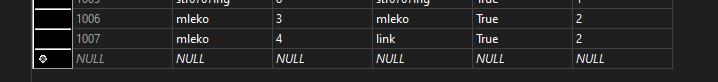 1006 mleko 3 mleko True 2
1007 mleko 4 link True 2
NULL NULL NULL NULL NULL NULL